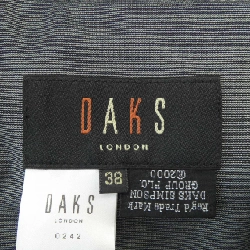 DAKS
LONDON
38
Reg'd Trade Mark
DAKS SIMPSON
GROUP PLC.
©2000
DAKS
LONDON
0242